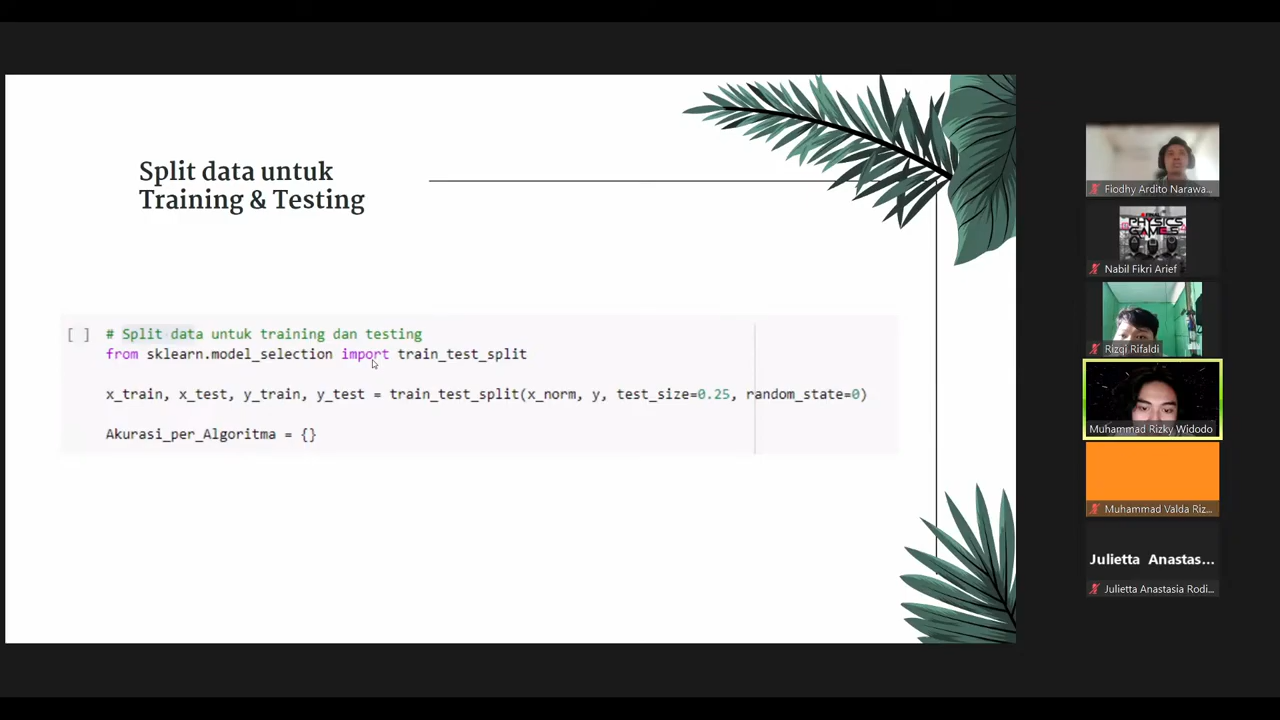 Split data untuk
Training & Testing
[ ]
# Split data untuk training dan testing
from sklearn.model_selection import train_test_split
x_train, x_test, y_train, y_test = train_test_split(x_norm, y, test_size=0.25, random_state=0)
Akurasi_per_Algoritma = {}
Fiodhy Ardito Narawa...
PHYSICS
GAMES
Nabil Fikri Arief
Rizqi Rifaldi
Muhammad Rizky Widodo
Muhammad Valda Riz...
Julietta Anastas...
Julietta Anastasia Rodi...